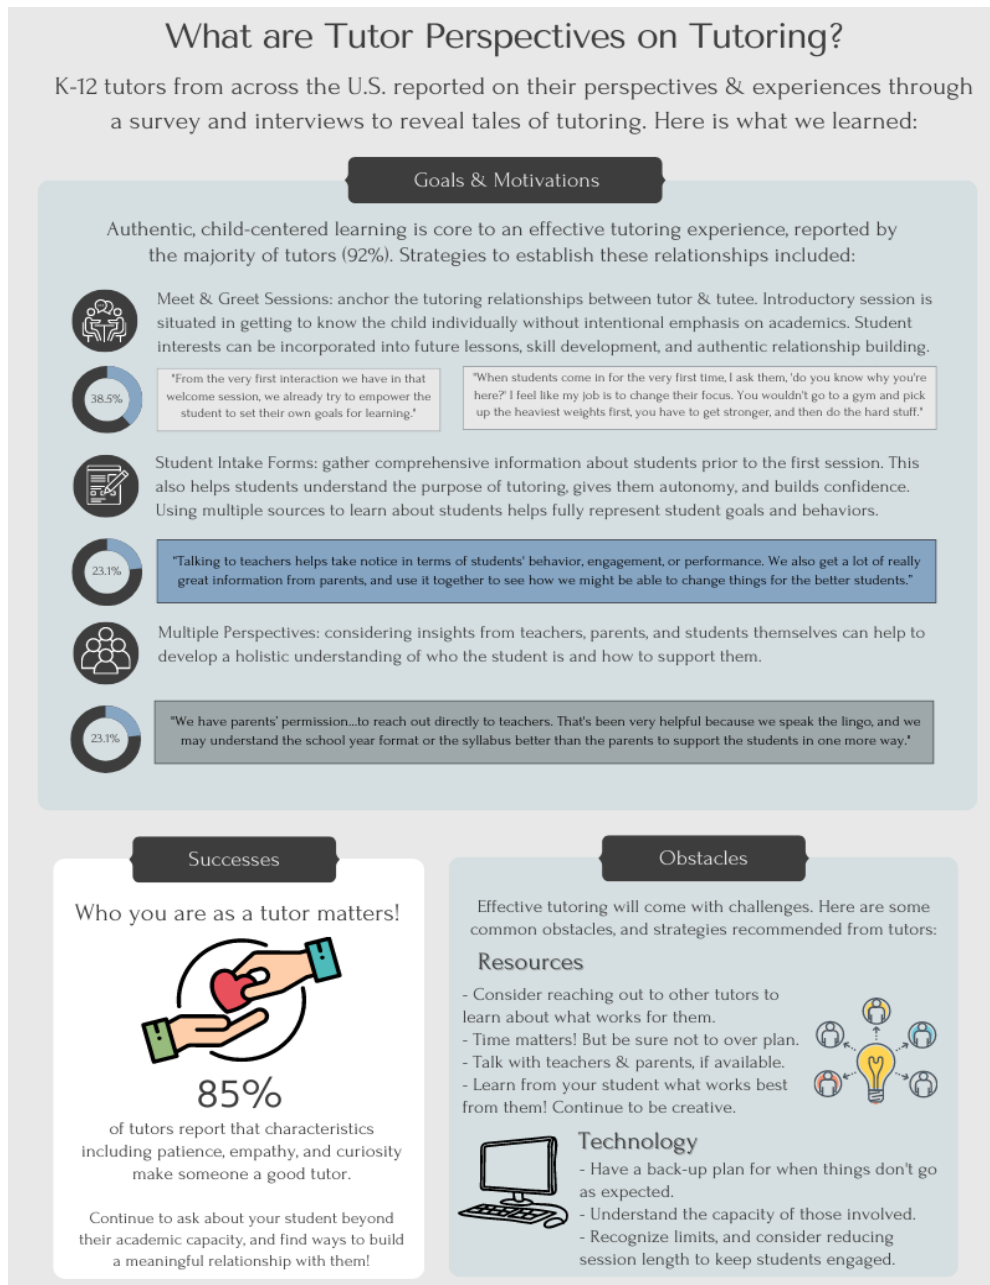 What are Tutor Perspectives on Tutoring?
K-12 tutors from across the U.S. reported on their perspectives & experiences through
a survey and interviews to reveal tales of tutoring. Here is what we learned:
Goals & Motivations
Authentic, child-centered learning is core to an effective tutoring experience, reported by
the majority of tutors (92%). Strategies to establish these relationships included:
Meet & Greet Sessions: anchor the tutoring relationships between tutor & tutee. Introductory session is
situated in getting to know the child individually without intentional emphasis on academics. Student
interests can be incorporated into future lessons, skill development, and authentic relationship building.
38.5%
"From the very first interaction we have in that
welcome session, we already try to empower the
student to set their own goals for learning."
"When students come in for the very first time, I ask them, 'do you know why you're
here?' I feel like my job is to change their focus. You wouldn't go to a gym and pick
up the heaviest weights first, you have to get stronger, and then do the hard stuff."
Student Intake Forms: gather comprehensive information about students prior to the first session. This
also helps students understand the purpose of tutoring, gives them autonomy, and builds confidence.
Using multiple sources to learn about students helps fully represent student goals and behaviors.
23.1%
"Talking to teachers helps take notice in terms of students' behavior, engagement, or performance. We also get a lot of really
great information from parents, and use it together to see how we might be able to change things for the better students."
Multiple Perspectives: considering insights from teachers, parents, and students themselves can help to
develop a holistic understanding of who the student is and how to support them.
23.1%
"We have parents' permission...to reach out directly to teachers. That's been very helpful because we speak the lingo, and we
may understand the school year format or the syllabus better than the parents to support the students in one more way."
Successes
Who you are as a tutor matters!
85%
of tutors report that characteristics
including patience, empathy, and curiosity
make someone a good tutor.
Continue to ask about your student beyond
their academic capacity, and find ways to build
a meaningful relationship with them!
Obstacles
Effective tutoring will come with challenges. Here are some
common obstacles, and strategies recommended from tutors:
Resources
- Consider reaching out to other tutors to
learn about what works for them.
- Time matters! But be sure not to over plan.
- Talk with teachers & parents, if available.
- Learn from your student what works best
from them! Continue to be creative.
Technology
- Have a back-up plan for when things don't go
as expected.
- Understand the capacity of those involved.
- Recognize limits, and consider reducing
session length to keep students engaged.